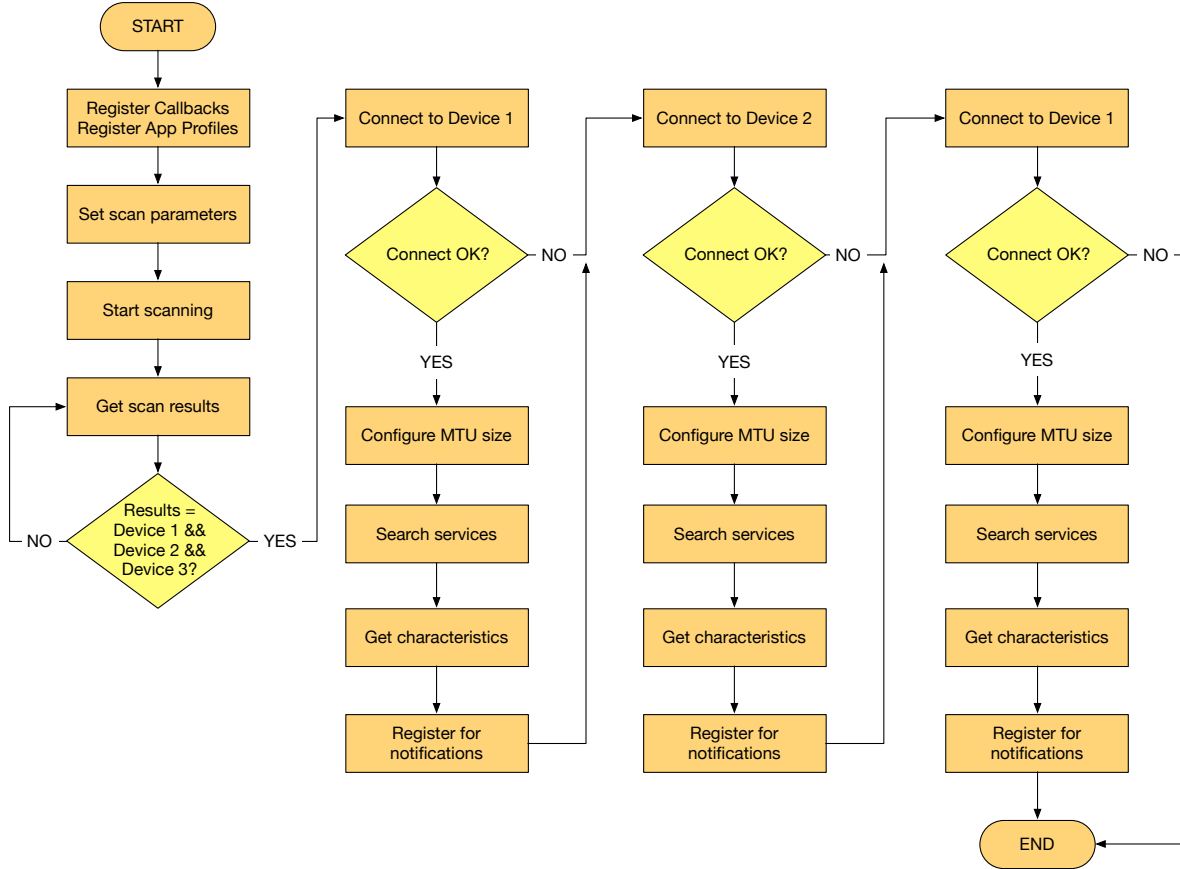 START
Register Callbacks
Register App Profiles
Set scan parameters
Start scanning
Get scan results
Results =
Device 1 &&
Device 2 &&
Device 3?
NO
YES
Connect to Device 1
Connect OK?
NO
YES
Configure MTU size
Search services
Get characteristics
Register for
notifications
Connect to Device 2
Connect OK?
NO
YES
Configure MTU size
Search services
Get characteristics
Register for
notifications
Connect to Device 1
Connect OK?
NO
YES
Configure MTU size
Search services
Get characteristics
Register for
notifications
END